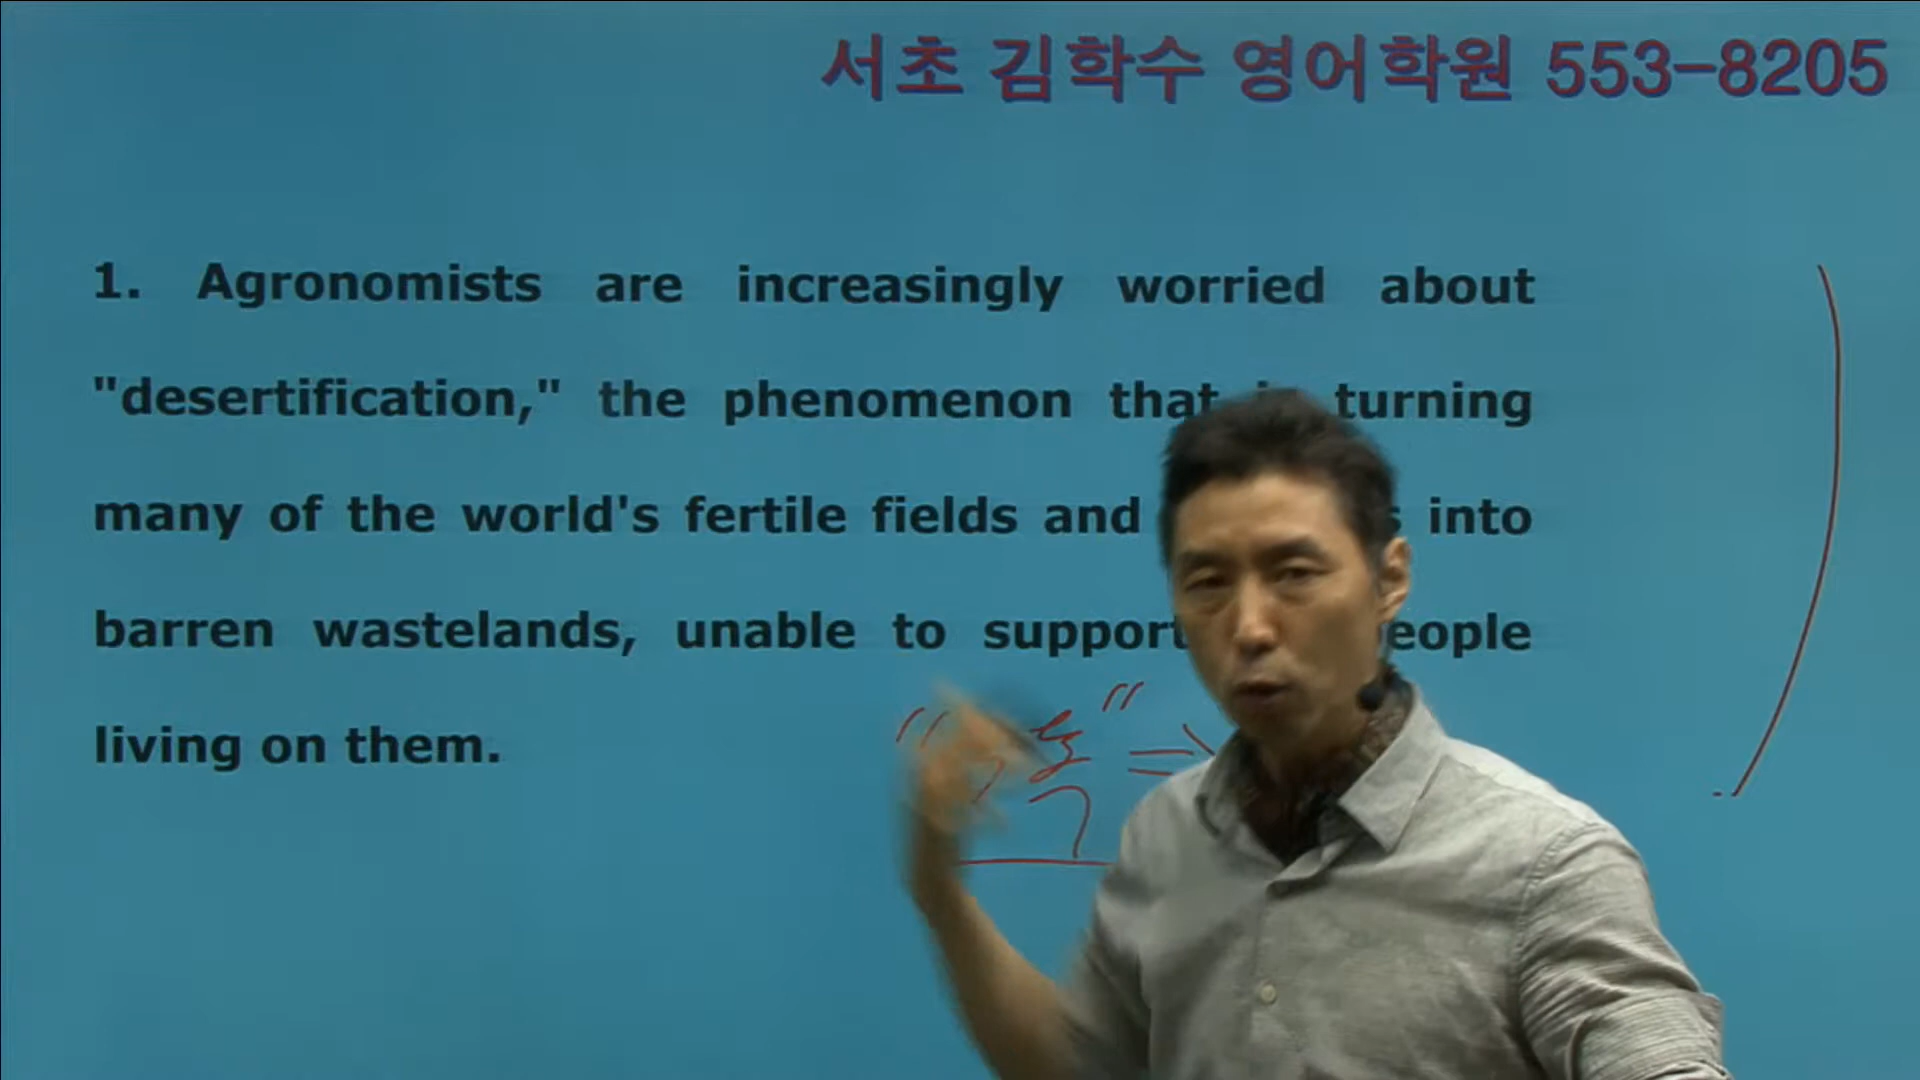 서초 김학수 영어학원 553-8205
1. Agronomists are increasingly worried about
"desertification," the phenomenon that turning
many of the world's fertile fields and into
barren wastelands, unable to support
living on them.